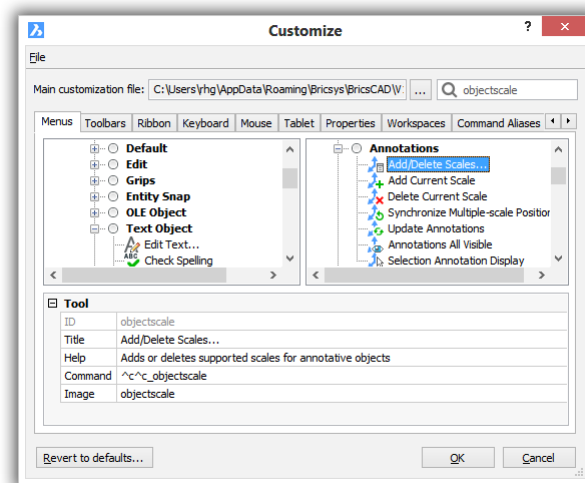 Customize
?
File
Main customization file: C:\Users\rhg\AppData\Roaming\Bricsys\BricsCAD\V ... objectscale
Menus Toolbars Ribbon Keyboard Mouse Tablet Properties Workspaces Command Aliases
Default
Edit
Grips
Entity Snap
OLE Object
Text Object
Edit Text...
ABC Check Spelling
Annotations
Add/Delete Scales...
Add Current Scale
Delete Current Scale
Synchronize Multiple-scale Position
Update Annotations
Annotations All Visible
Selection Annotation Display
Tool
ID objectscale
Title Add/Delete Scales...
Help Adds or deletes supported scales for annotative objects
Command ^c^c_objectscale
Image objectscale
Revert to defaults... OK Cancel